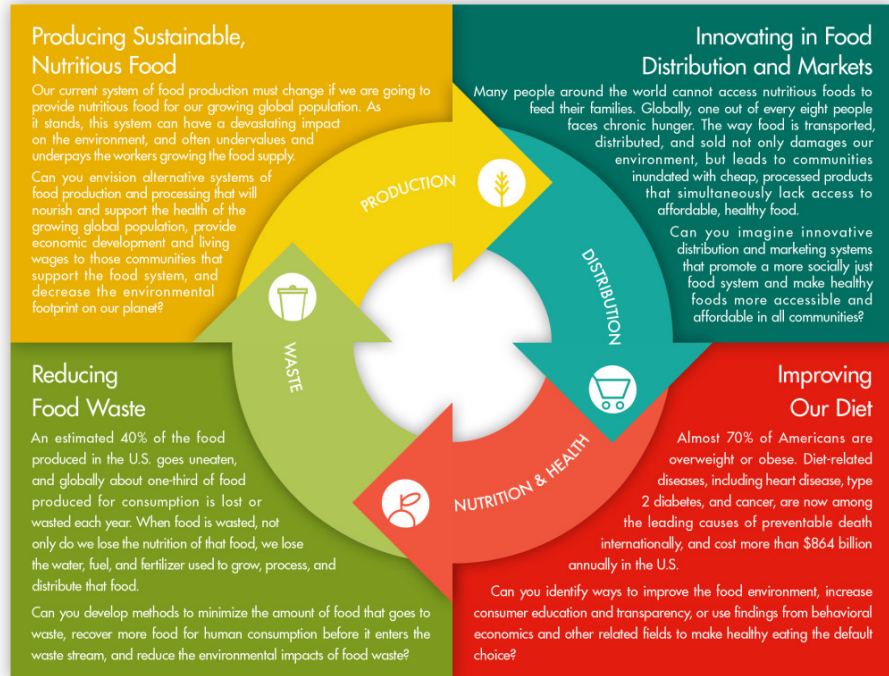 Producing Sustainable,
Nutritious Food
Our current system of food production must change if we are going to
provide nutritious food for our growing global population. As
it stands, this system can have a devastating impact
on the environment, and often undervalues and
underpays the workers growing the food supply.
Can you envision alternative systems of
food production and processing that will
nourish and support the health of the
growing global population, provide
economic development and living
wages to those communities that
support the food system, and
decrease the environmental
footprint on our planet?
Innovating in Food
Distribution and Markets
Many people around the world cannot access nutritious foods to
feed their families. Globally, one out of every eight people
faces chronic hunger. The way food is transported,
distributed, and sold not only damages our
environment, but leads to communities
inundated with cheap, processed products
that simultaneously lack access to
affordable, healthy food.
Can you imagine innovative
distribution and marketing systems
that promote a more socially just
food system and make healthy
foods more accessible and
affordable in all communities?
PRODUCTION
DISTRIBUTION
WASTE
NUTRITION & HEALTH
Reducing
Food Waste
An estimated 40% of the food
produced in the U.S. goes uneaten,
and globally about one-third of food
produced for consumption is lost or
wasted each year. When food is wasted, not
only do we lose the nutrition of that food, we lose
the water, fuel, and fertilizer used to grow, process, and
distribute that food.
Can you develop methods to minimize the amount of food that goes to
waste, recover more food for human consumption before it enters the
waste stream, and reduce the environmental impacts of food waste?
Improving
Our Diet
Almost 70% of Americans are
overweight or obese. Diet-related
diseases, including heart disease, type
2 diabetes, and cancer, are now among
the leading causes of preventable death
internationally, and cost more than $864 billion
annually in the U.S.
Can you identify ways to improve the food environment, increase
consumer education and transparency, or use findings from behavioral
economics and other related fields to make healthy eating the default
choice?